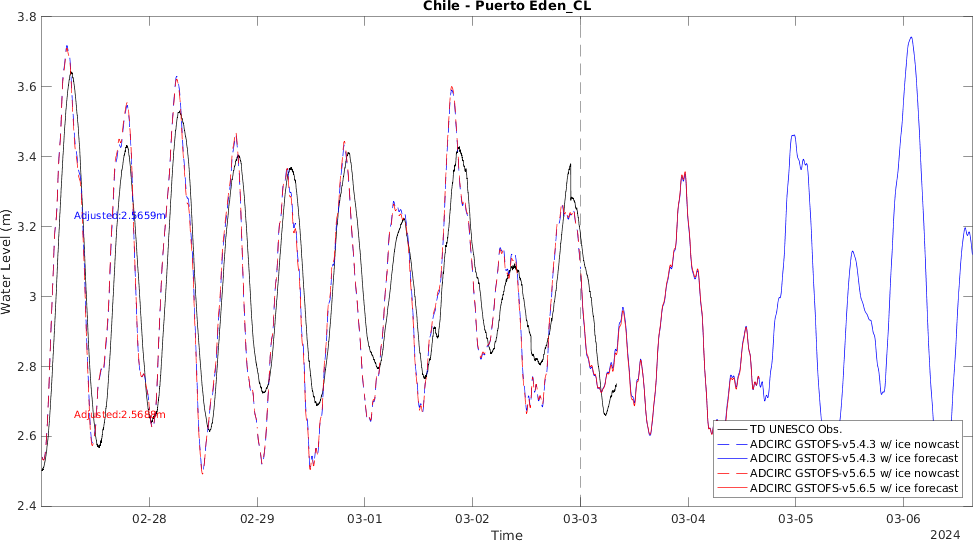 Chile - Puerto Eden_CL
3.8
3.6
3.4
3.2
3
2.8
2.6
2.4
Water Level (m)
Adjusted:2.5659m
TD UNESCO Obs.
ADCIRC GSTOFS-v5.4.3 w/ ice nowcast
ADCIRC GSTOFS-v5.4.3 w/ ice forecast
ADCIRC GSTOFS-v5.6.5 w/ ice nowcast
ADCIRC GSTOFS-v5.6.5 w/ ice forecast
02-28
02-29
03-01
03-02
03-03
03-04
03-05
03-06
Time
2024